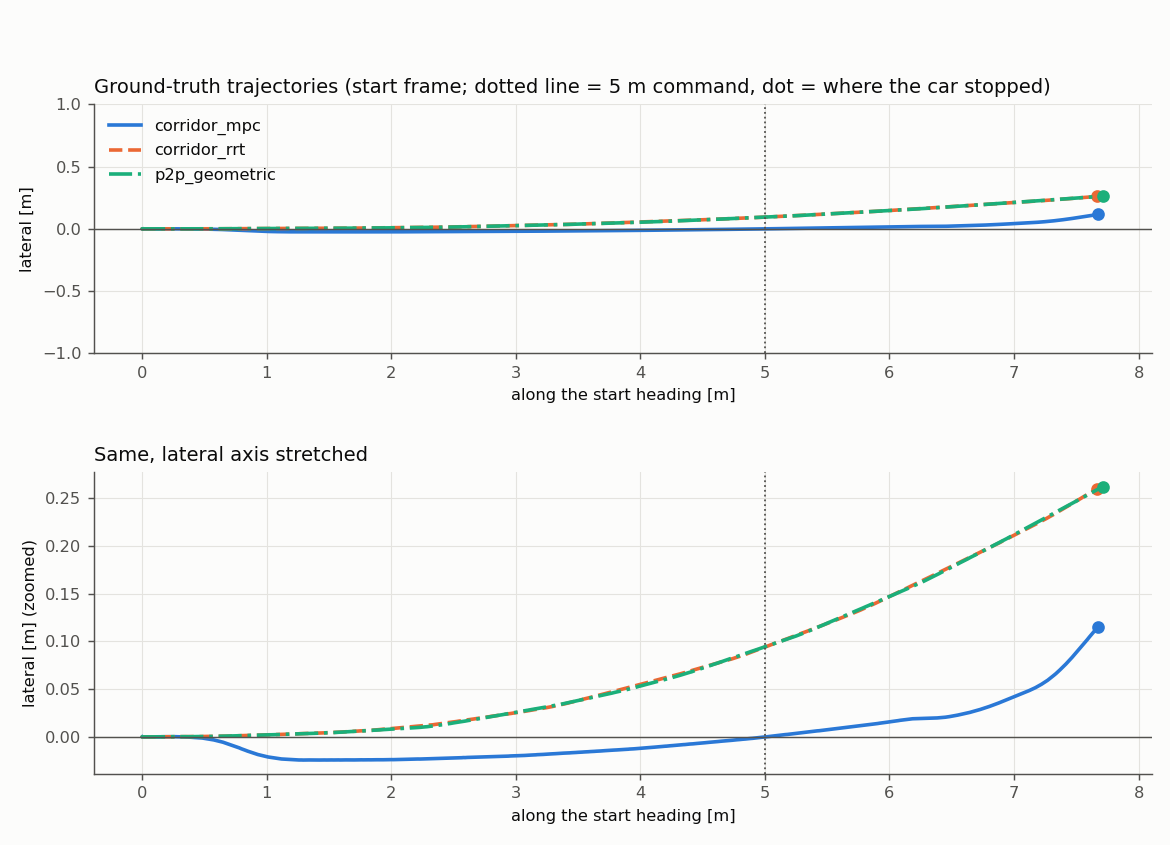 Ground-truth trajectories (start frame; dotted line = 5 m command, dot = where the car stopped)
1.0
0.5
0.0
−0.5
−1.0
lateral [m]
corridor_mpc
corridor_rrt
p2p_geometric
0 1 2 3 4 5 6 7 8
along the start heading [m]
Same, lateral axis stretched
0.25
0.20
0.15
0.10
0.05
0.00
lateral [m] (zoomed)
0 1 2 3 4 5 6 7 8
along the start heading [m]